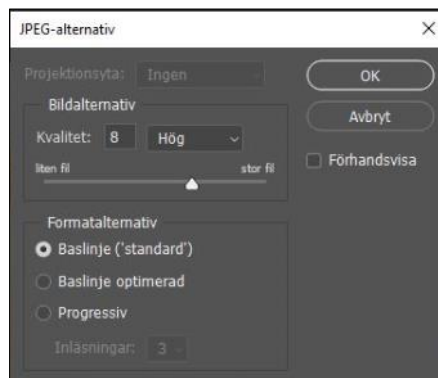 JPEG-alternativ
Projektionsyta: Ingen
OK
Bildalternativ
Avbryt
Kvalitet: 8 Hög
Förhandsvisa
liten fil stor fil
Formatalternativ
Baslinje ('standard')
Baslinje optimerad
Progressiv
Inläsningar: 3